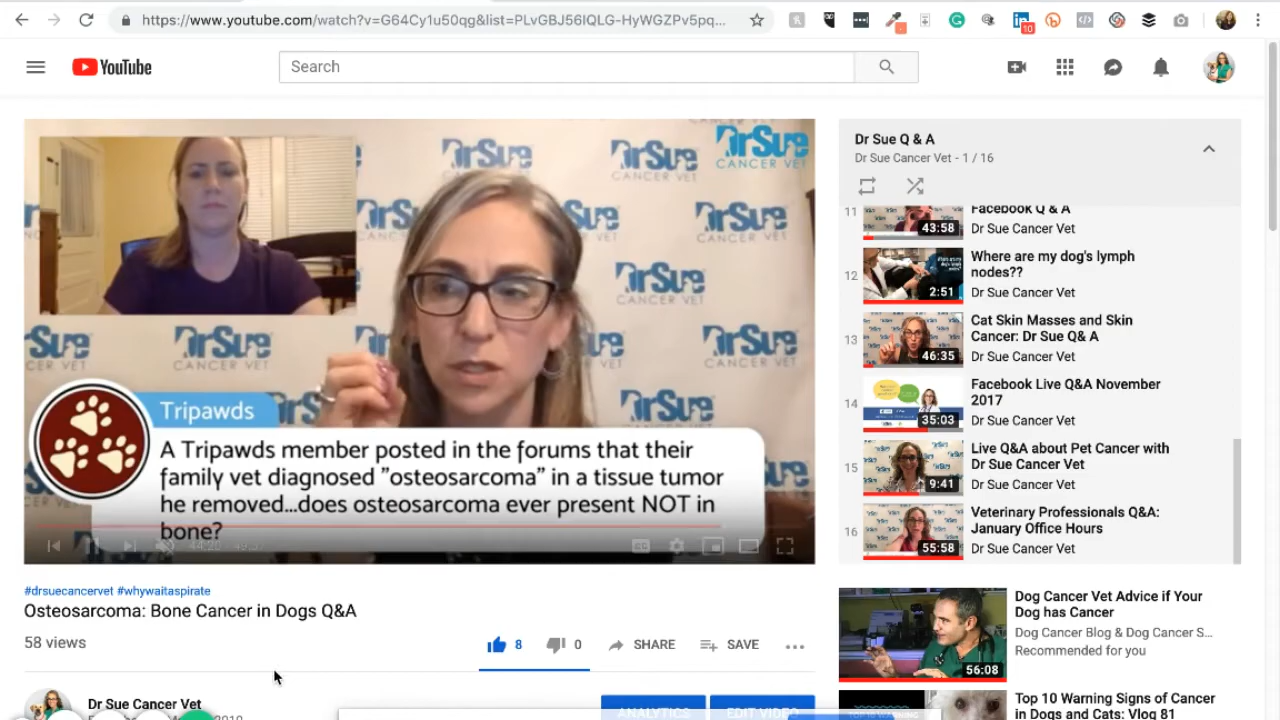 https://www.youtube.com/watch?v=G64Cy1u50qg&list=PLvGBJ56IQLG-HyWGZPv5pq...
10
YouTube
Search
DrSue
CANCER VET
Tripawds
A Tripawds member posted in the forums that their
family vet diagnosed "osteosarcoma" in a tissue tumor
he removed...does osteosarcoma ever present NOT in
bone?
#drsuecancervet #whywaitaspirate
Osteosarcoma: Bone Cancer in Dogs Q&A
58 views
8
0
SHARE
SAVE
Dr Sue Cancer Vet
ANALYTICS
EDIT VIDEO
Dr Sue Q & A
Dr Sue Cancer Vet - 1 / 16
11
43:58
Facebook Q & A
Dr Sue Cancer Vet
12
2:51
Where are my dog's lymph
nodes??
Dr Sue Cancer Vet
13
46:35
Cat Skin Masses and Skin
Cancer: Dr Sue Q& A
Dr Sue Cancer Vet
14
35:03
Facebook Live Q&A November
2017
Dr Sue Cancer Vet
15
9:41
Live Q&A about Pet Cancer with
Dr Sue Cancer Vet
Dr Sue Cancer Vet
16
55:58
Veterinary Professionals Q&A:
January Office Hours
Dr Sue Cancer Vet
56:08
Dog Cancer Vet Advice if Your
Dog has Cancer
Dog Cancer Blog & Dog Cancer S...
Recommended for you
Top 10 Warning Signs of Cancer
in Dogs and Cats: Vlog 81